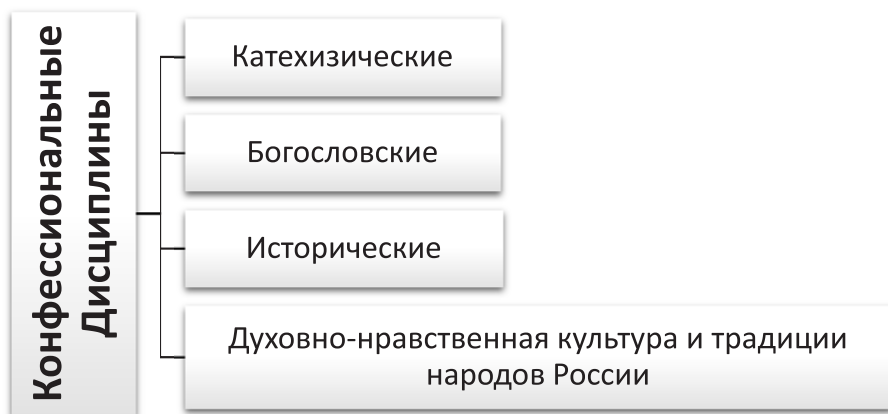 Конфессиональные
Дисциплины
Катехизические
Богословские
Исторические
Духовно-нравственная культура и традиции
народов России